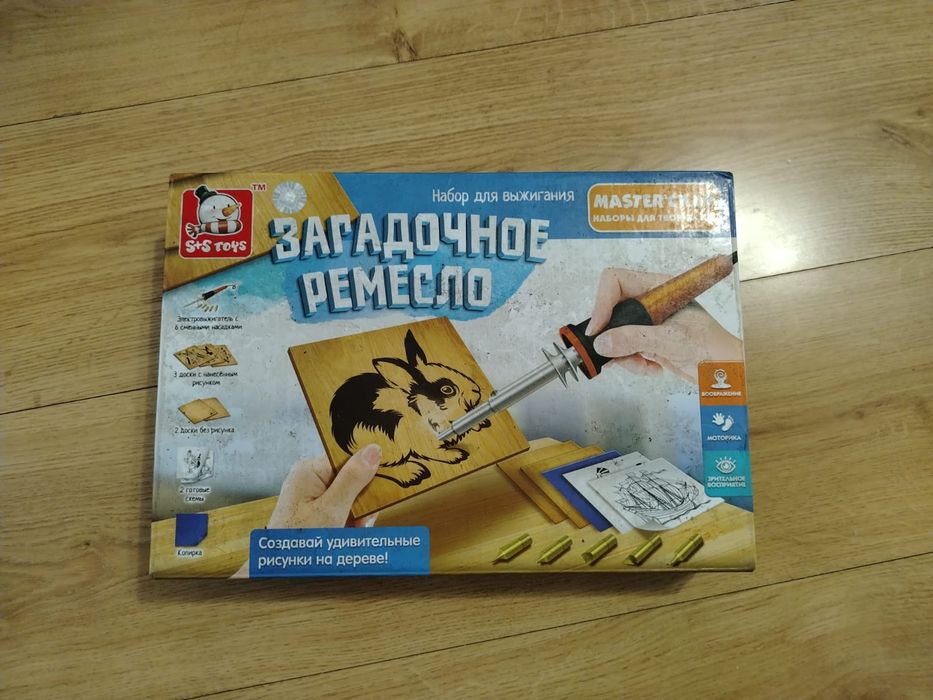 S+S TOYS
TM
Набор для выжигания
MASTER
НАБОРЫ ДЛЯ
ЗАГАДОЧНОЕ
РЕМЕСЛО
Электровыжигатель с
6 сменными насадками
3 доски с нанесённым
рисунком
2 доски без рисунка
2 готовые
схемы
Копирка
ВООБРАЖЕНИЕ
МОТОРИКА
ЗРИТЕЛЬНОЕ
ВОСПРИЯТИЕ
Создавай удивительные
рисунки на дереве!